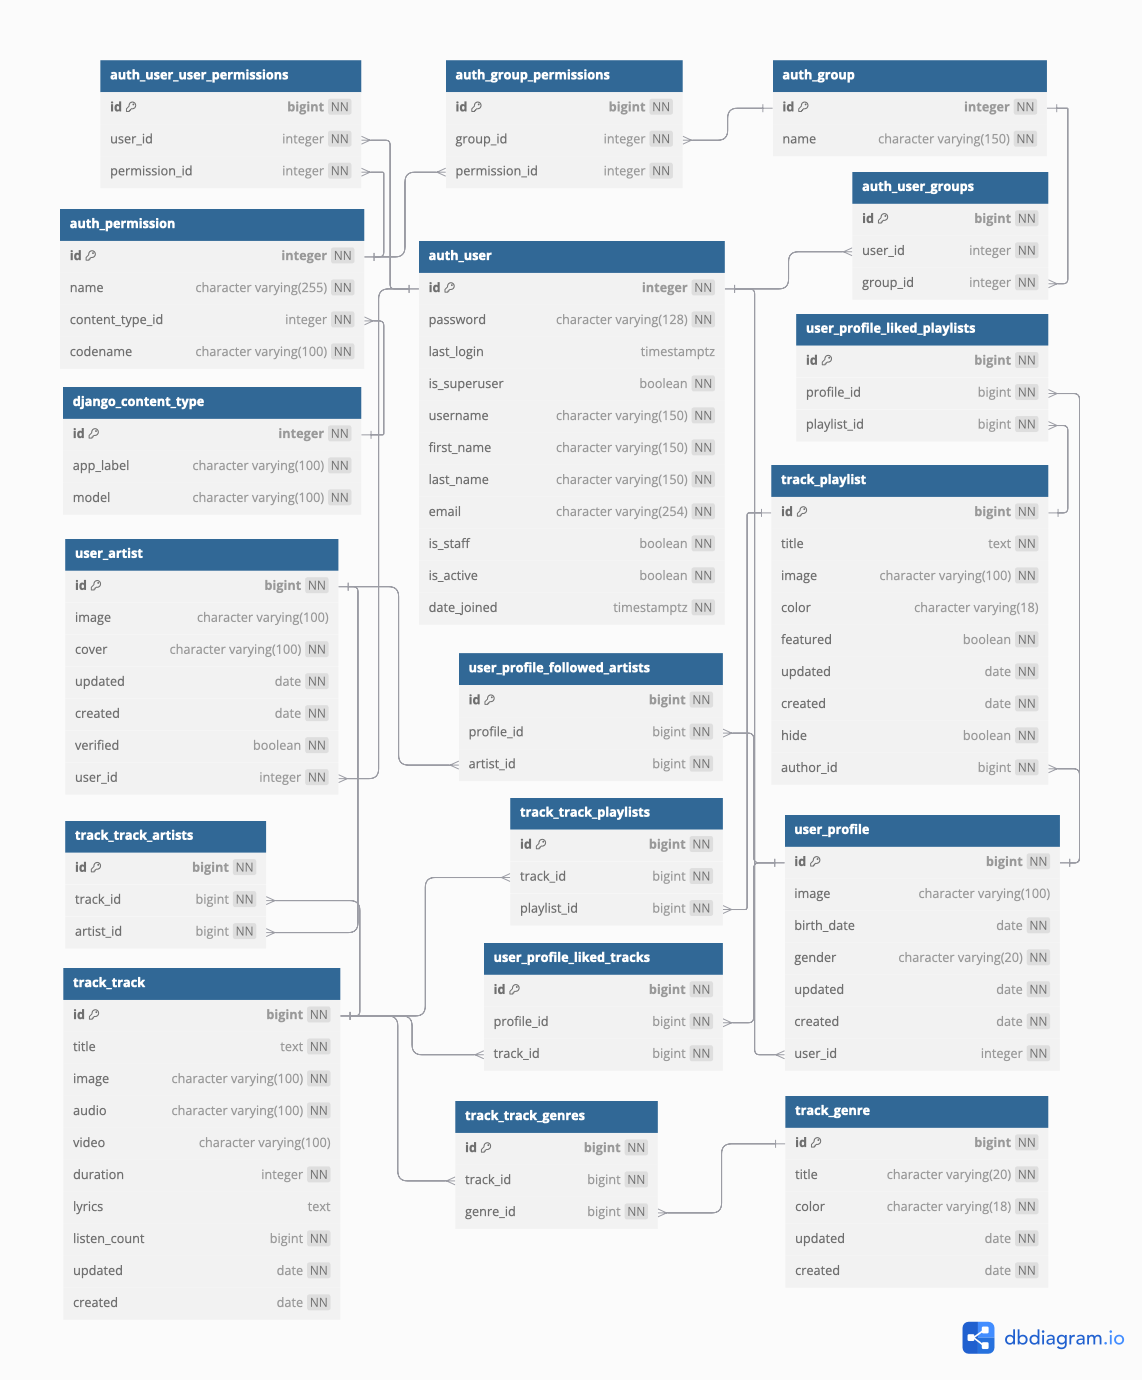 auth_user_user_permissions
id bigint NN
user_id integer NN
permission_id integer NN
auth_group_permissions
id bigint NN
group_id integer NN
permission_id integer NN
auth_group
id integer NN
name character varying(150) NN
auth_user_groups
id bigint NN
user_id integer NN
group_id integer NN
auth_permission
id integer NN
name character varying(255) NN
content_type_id integer NN
codename character varying(100) NN
auth_user
id integer NN
password character varying(128) NN
last_login timestamptz
is_superuser boolean NN
username character varying(150) NN
first_name character varying(150) NN
last_name character varying(150) NN
email character varying(254) NN
is_staff boolean NN
is_active boolean NN
date_joined timestamptz NN
user_profile_liked_playlists
id bigint NN
profile_id bigint NN
playlist_id bigint NN
django_content_type
id integer NN
app_label character varying(100) NN
model character varying(100) NN
track_playlist
id bigint NN
title text NN
image character varying(100) NN
color character varying(18)
featured boolean NN
updated date NN
created date NN
hide boolean NN
author_id bigint NN
user_artist
id bigint NN
image character varying(100)
cover character varying(100) NN
updated date NN
created date NN
verified boolean NN
user_id integer NN
user_profile_followed_artists
id bigint NN
profile_id bigint NN
artist_id bigint NN
track_track_playlists
id bigint NN
track_id bigint NN
playlist_id bigint NN
user_profile
id bigint NN
image character varying(100)
birth_date date NN
gender character varying(20) NN
updated date NN
created date NN
user_id integer NN
track_track_artists
id bigint NN
track_id bigint NN
artist_id bigint NN
user_profile_liked_tracks
id bigint NN
profile_id bigint NN
track_id bigint NN
track_track
id bigint NN
title text NN
image character varying(100) NN
audio character varying(100) NN
video character varying(100)
duration integer NN
lyrics text
listen_count bigint NN
updated date NN
created date NN
track_track_genres
id bigint NN
track_id bigint NN
genre_id bigint NN
track_genre
id bigint NN
title character varying(20) NN
color character varying(18) NN
updated date NN
created date NN
dbdiagram.io